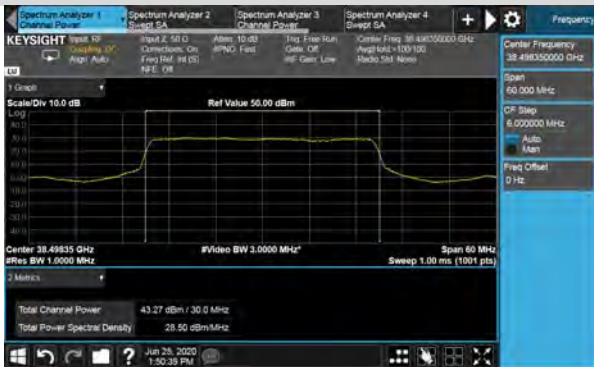 Spectrum Analyzer 1
Channel Power
Spectrum Analyzer 2
Swept SA
Spectrum Analyzer 3
Channel Power
Spectrum Analyzer 4
Swept SA
Frequency
KEYSIGHT
Input: RF
Coupling: DC
Align: Auto
Input Z: 50 Ω
Corrections: On
Freq Ref: Int (S)
NFE: Off
Atten: 10 dB
#PNO: Fast
Trig: Free Run
Gate: Off
#IF Gain: Low
Center Freq: 38.498350000 GHz
Avg|Hold:>100/100
Radio Std: None
LU
1 Graph
Scale/Div 10.0 dB
Ref Value 50.00 dBm
Log
Center 38.49835 GHz
#Video BW 3.0000 MHz*
Span 60 MHz
#Res BW 1.0000 MHz
Sweep 1.00 ms (1001 pts)
2 Metrics
Total Channel Power
43.27 dBm / 30.0 MHz
Total Power Spectral Density
28.50 dBm/MHz
Center Frequency
38.498350000 GHz
Span
60.000 MHz
CF Step
6.000000 MHz
Auto
Man
Freq Offset
0 Hz
?
Jun 25, 2020
1:50:39 PM